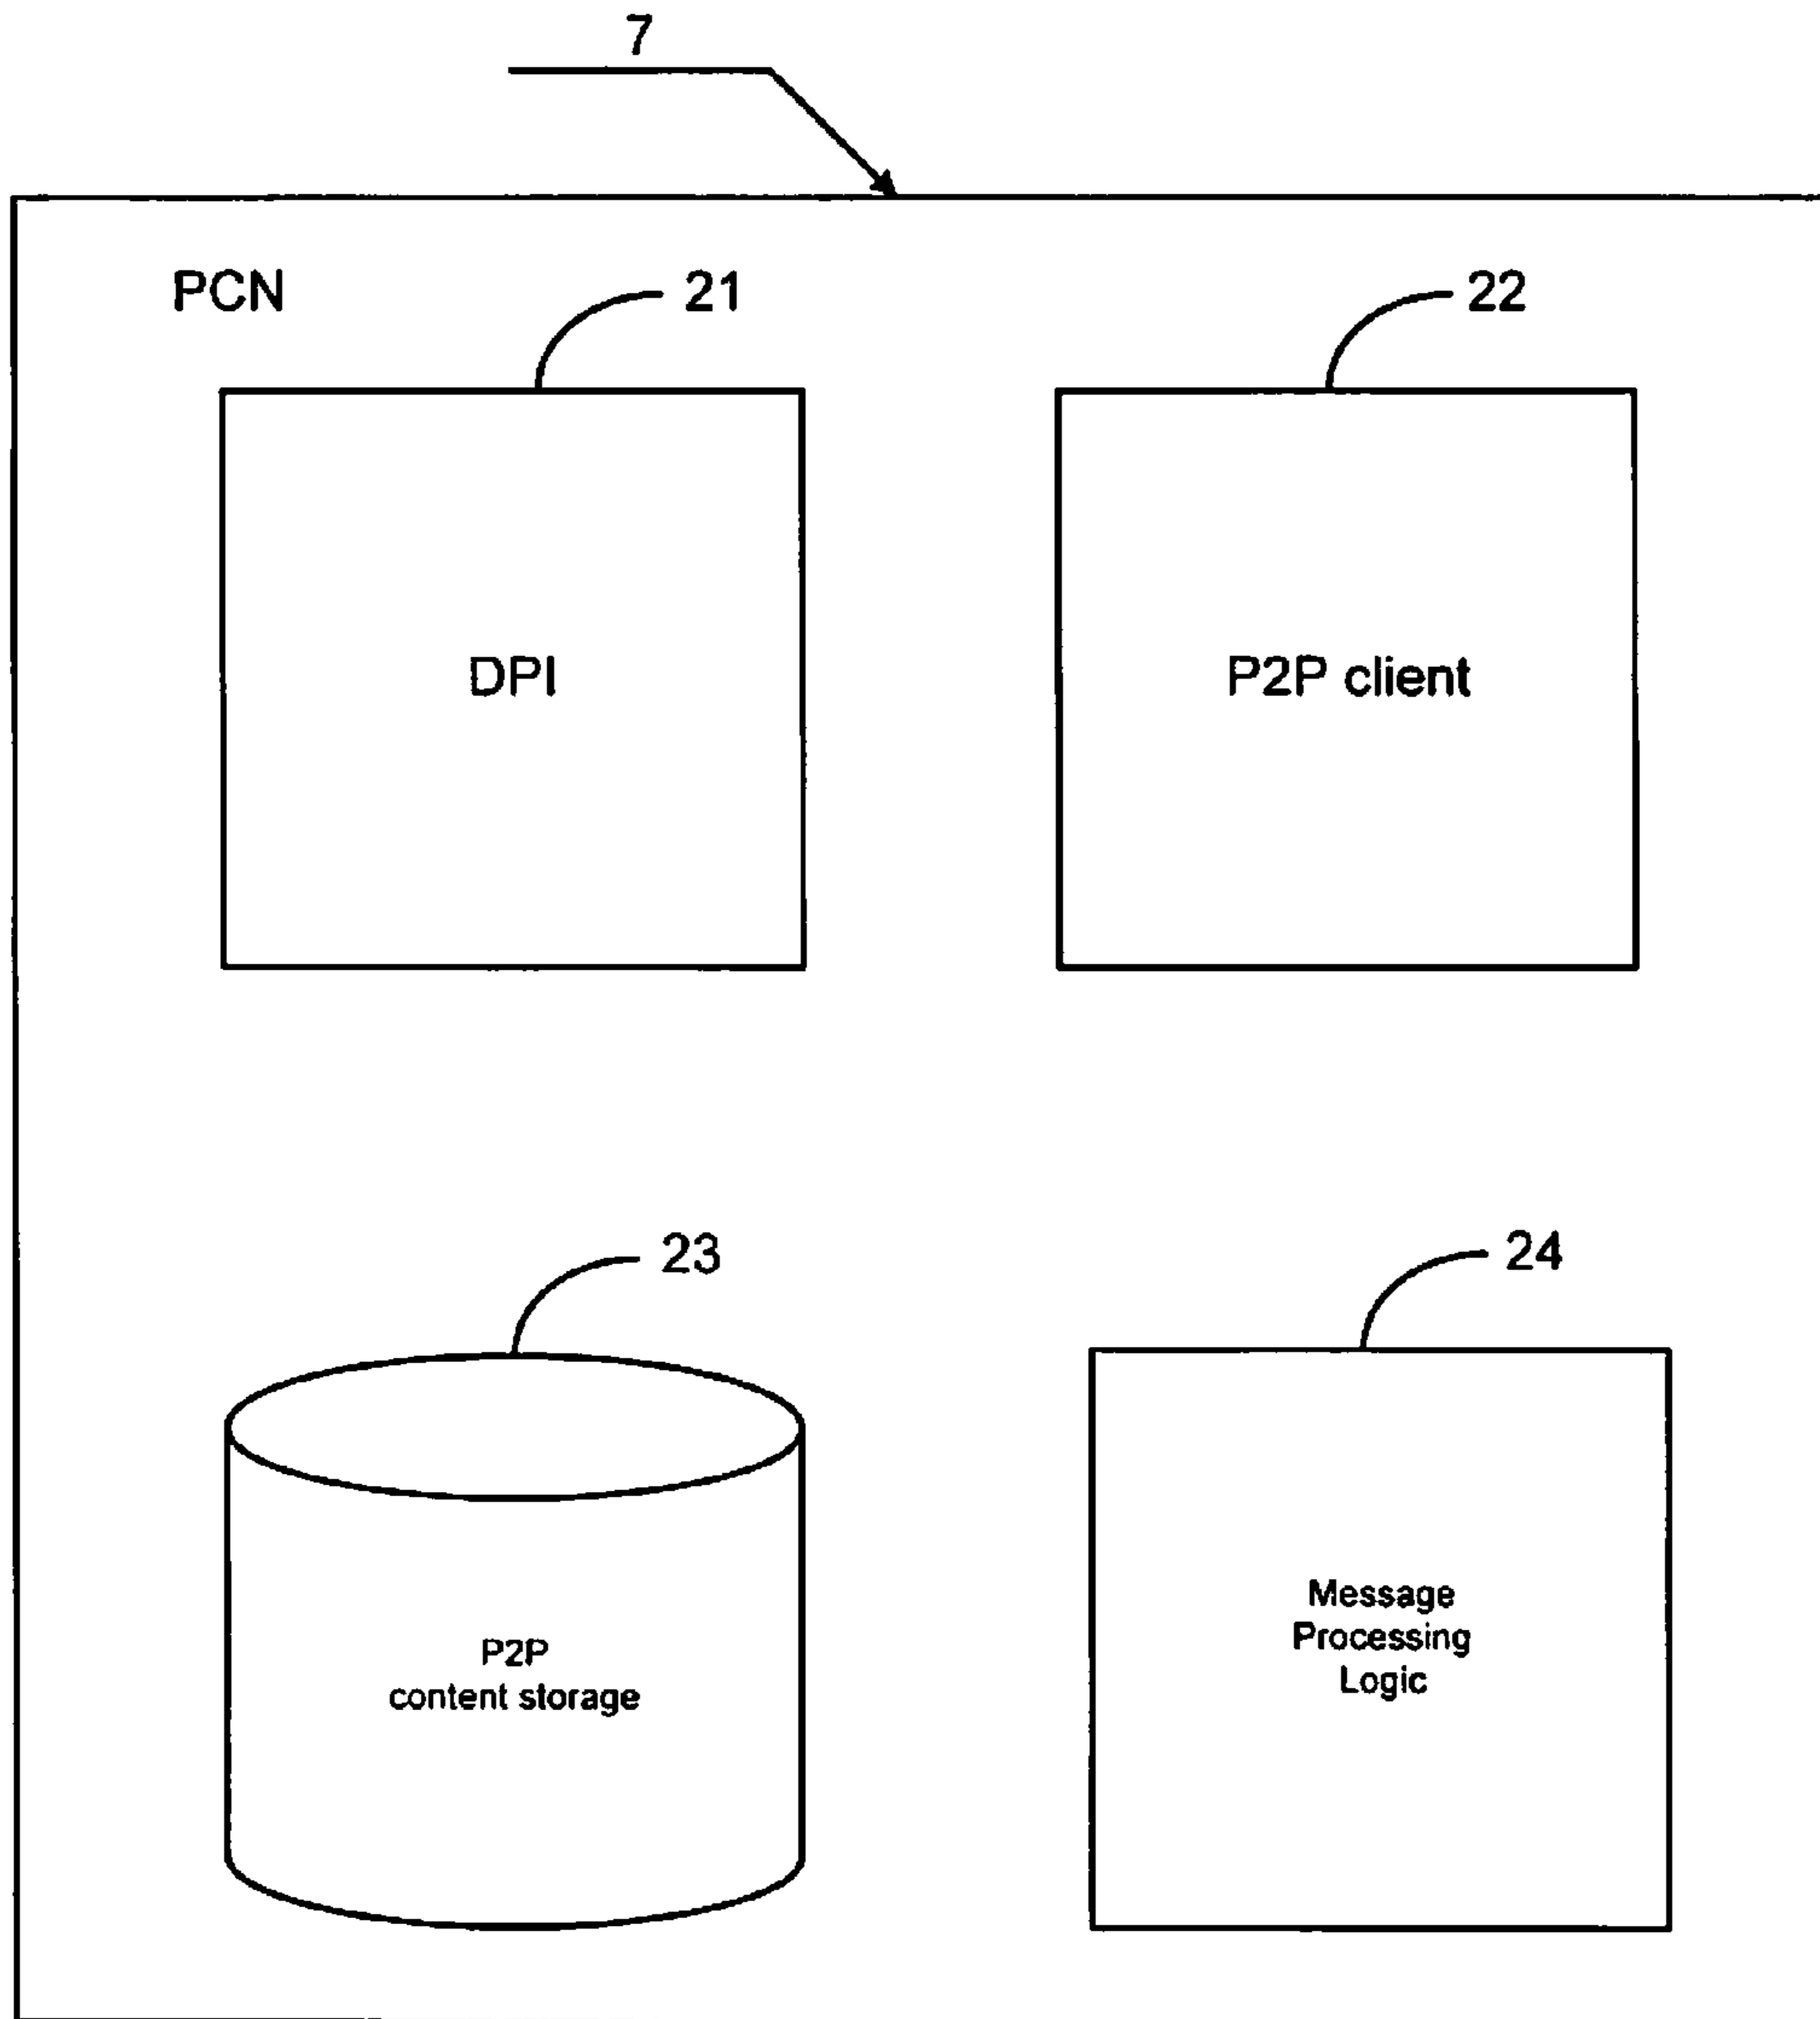 7
PCN
21
22
DPI
P2P client
23
24
P2P
content storage
Message
Processing
Logic